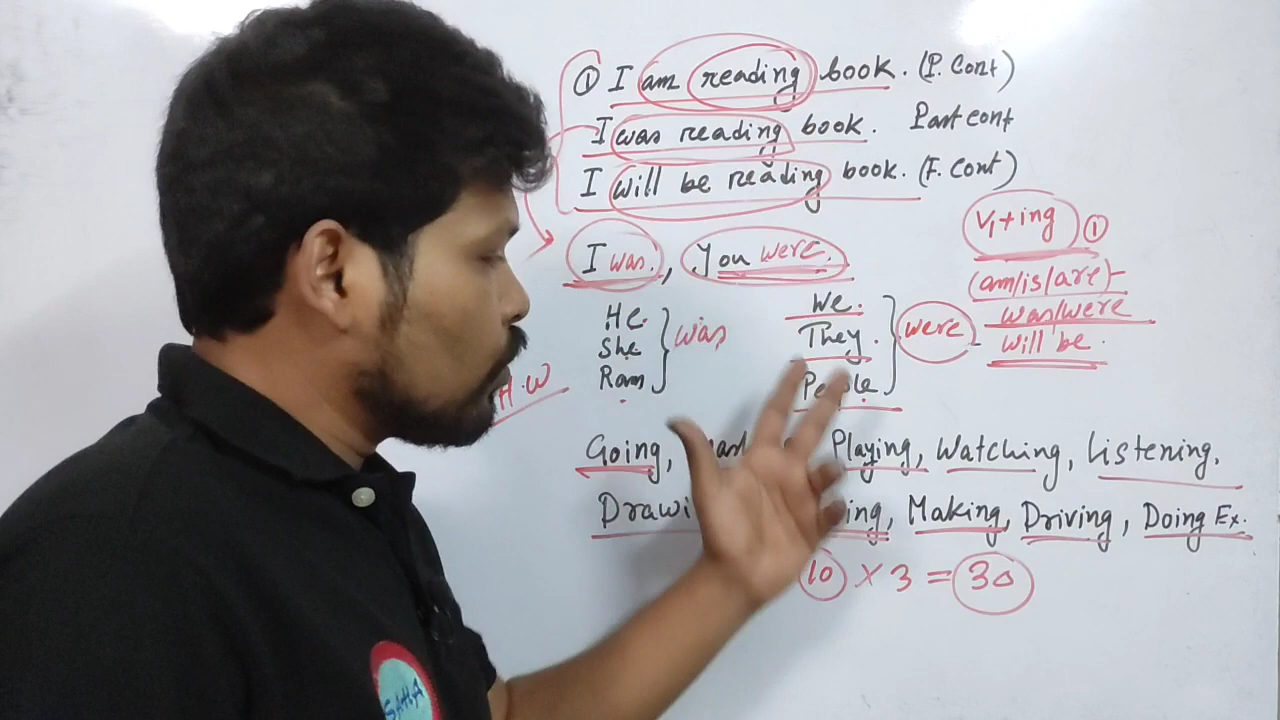 ① I am reading book. (P. Cont)
I was reading book. Past cont
I will be reading book. (F. Cont)
V₁+ing ①
I was., You were.
(am/is/are)-
was/were
will be.
He.
She
Ram
was
We.
They.
People
were
H.W
Going, Playing, Watching, Listening.
Making, Driving, Doing Ex.
10 × 3 = 30
SAHA